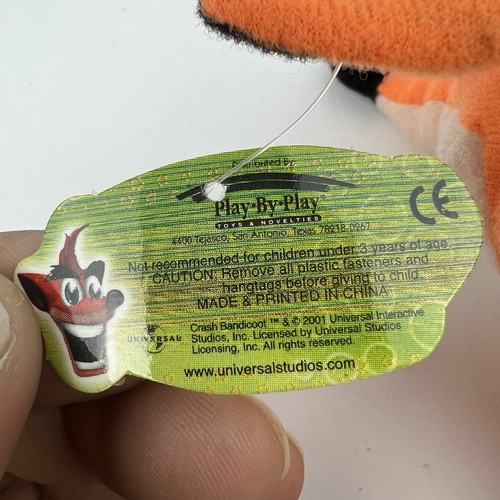 Distributed By:
Play-By-Play®
TOYS & NOVELTIES
4400 Tejasco, San Antonio, Texas 78218-0267
Not recommended for children under 3 years of age.
CAUTION: Remove all plastic fasteners and
hangtags before giving to child.
MADE & PRINTED IN CHINA
CE
UNIVERSAL
Crash Bandicoot ™ & © 2001 Universal Interactive
Studios, Inc. Licensed by Universal Studios
Licensing, Inc. All rights reserved.
www.universalstudios.com